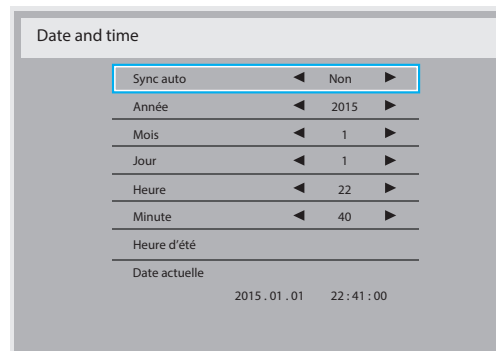 Date and time
Sync auto ◀ Non ▶
Année ◀ 2015 ▶
Mois ◀ 1 ▶
Jour ◀ 1 ▶
Heure ◀ 22 ▶
Minute ◀ 40 ▶
Heure d’été
Date actuelle
2015 . 01 . 01 22 : 41 : 00